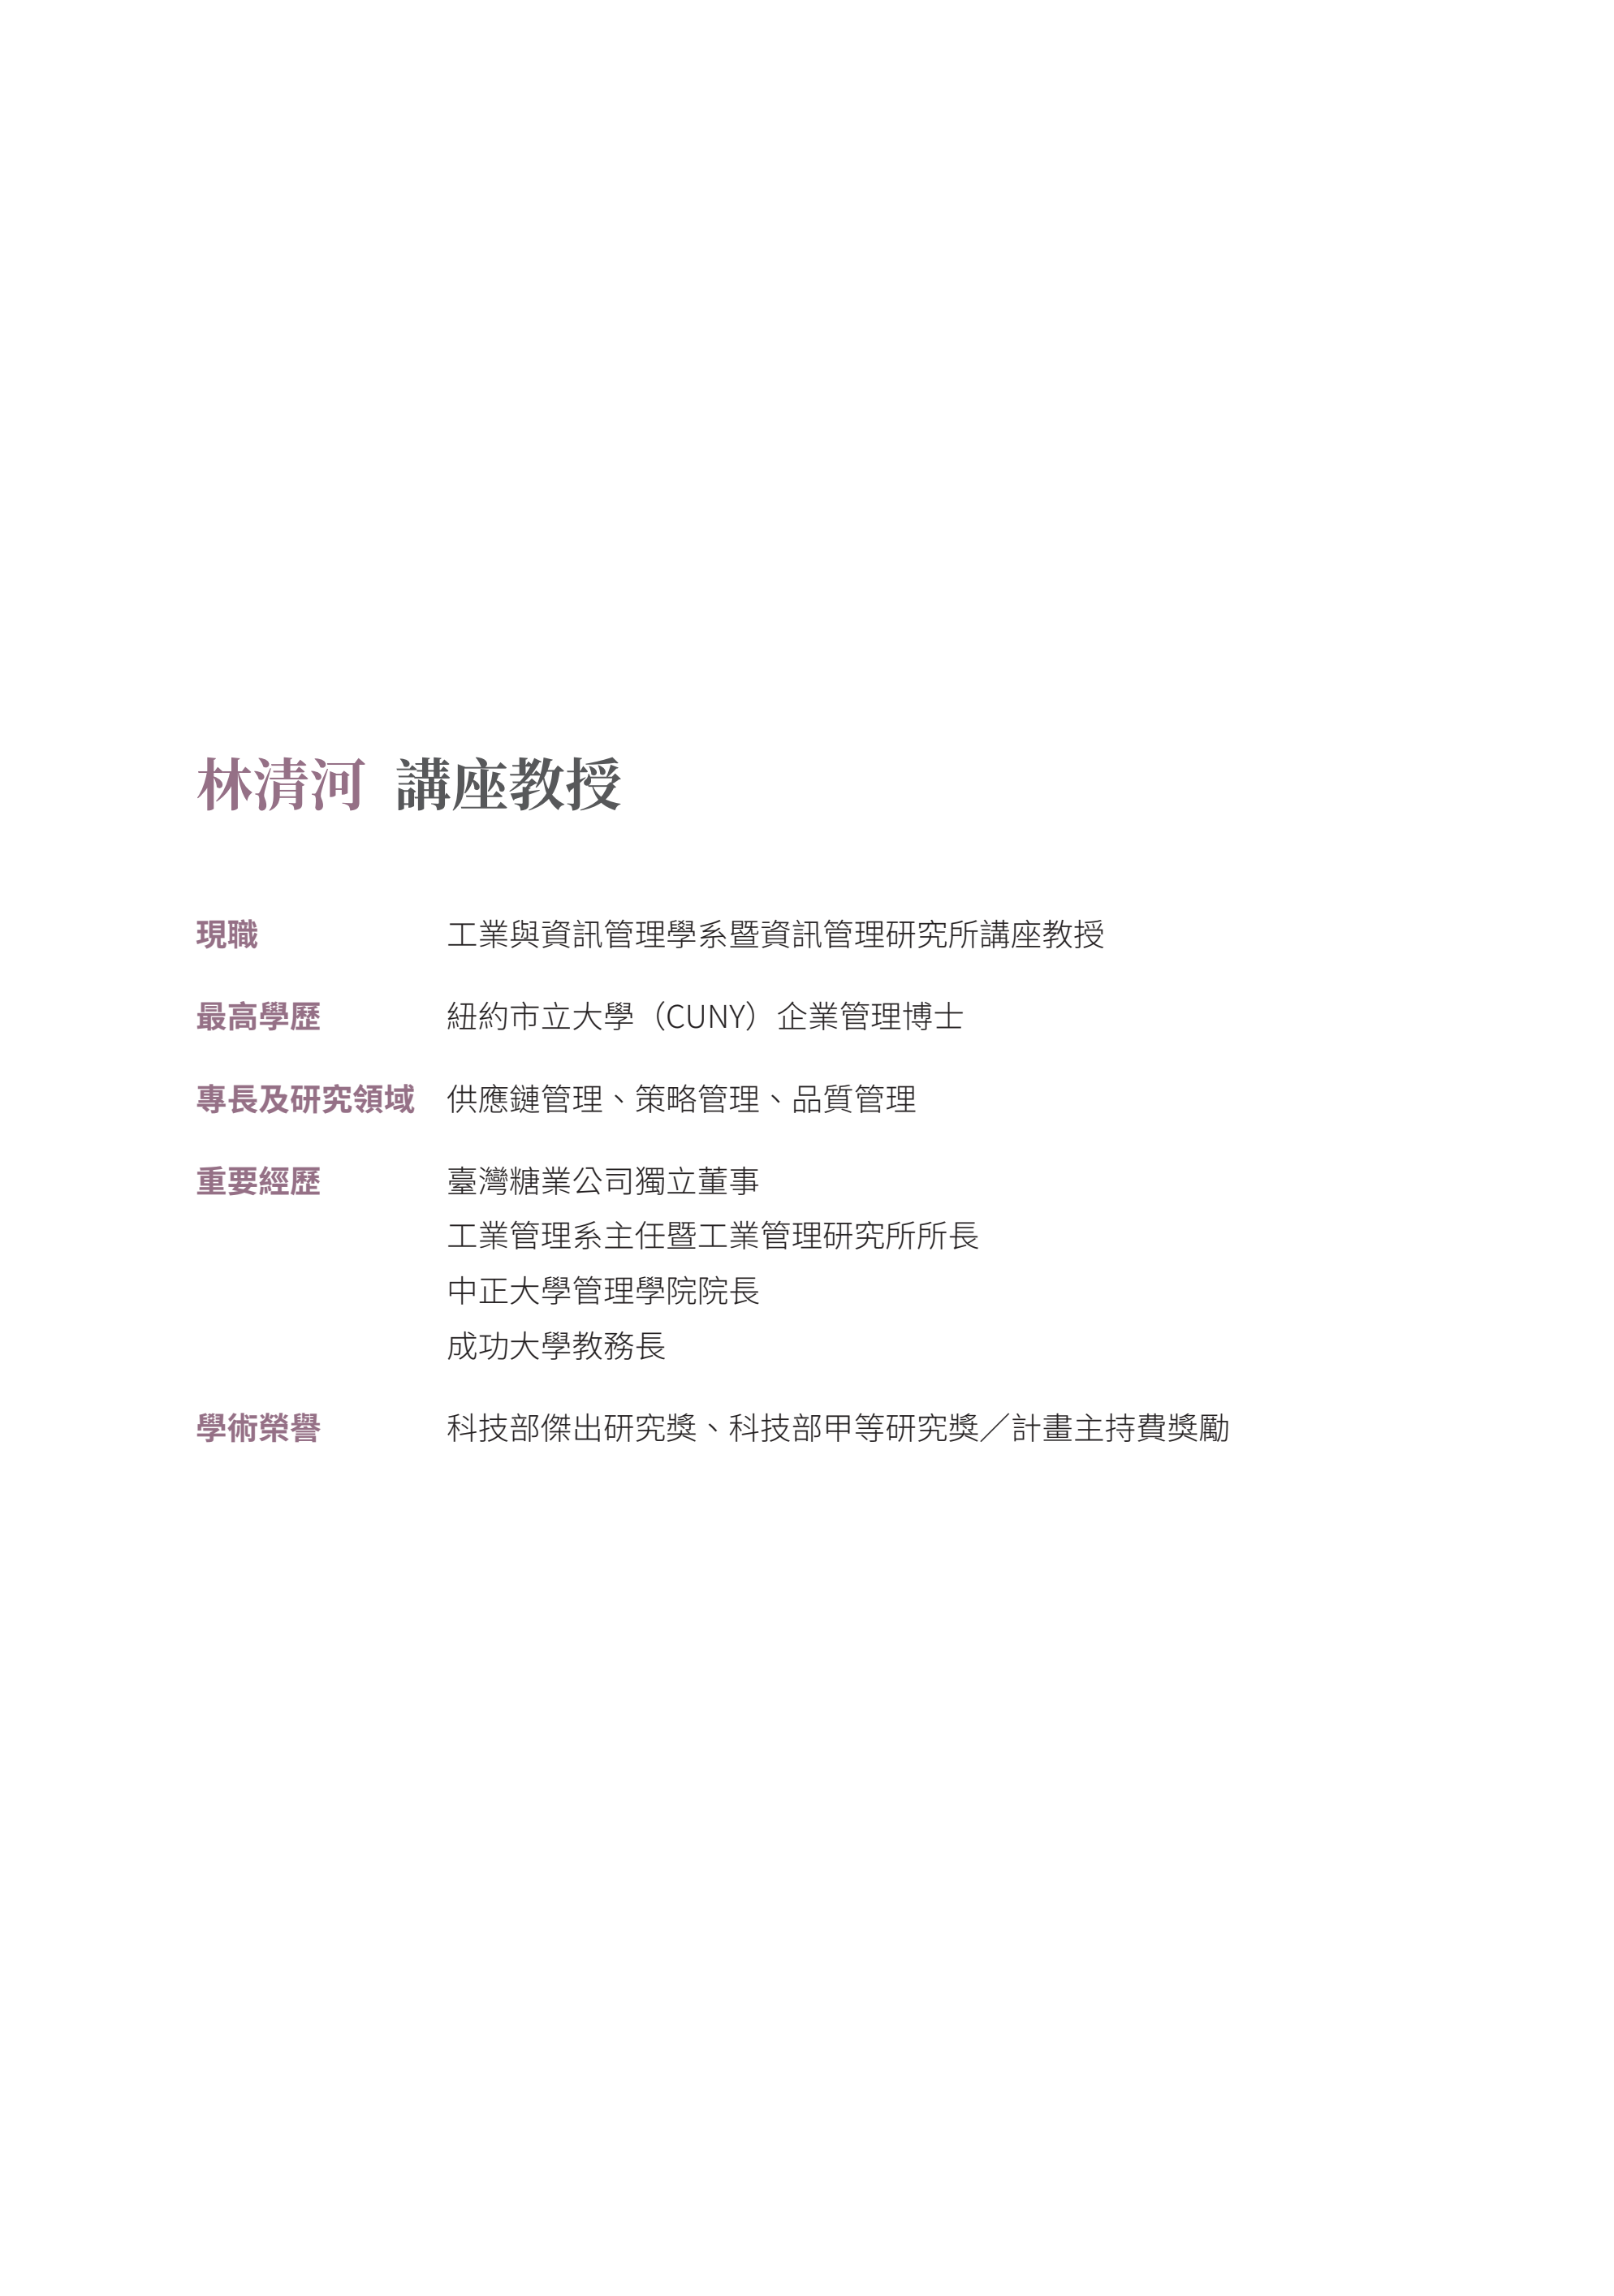 林清河 講座教授
現職 工業與資訊管理學系暨資訊管理研究所講座教授
最高學歷 紐約市立大學（CUNY）企業管理博士
專長及研究領域 供應鏈管理、策略管理、品質管理
重要經歷 臺灣糖業公司獨立董事
工業管理系主任暨工業管理研究所所長
中正大學管理學院院長
成功大學教務長
學術榮譽 科技部傑出研究獎、科技部甲等研究獎／計畫主持費獎勵